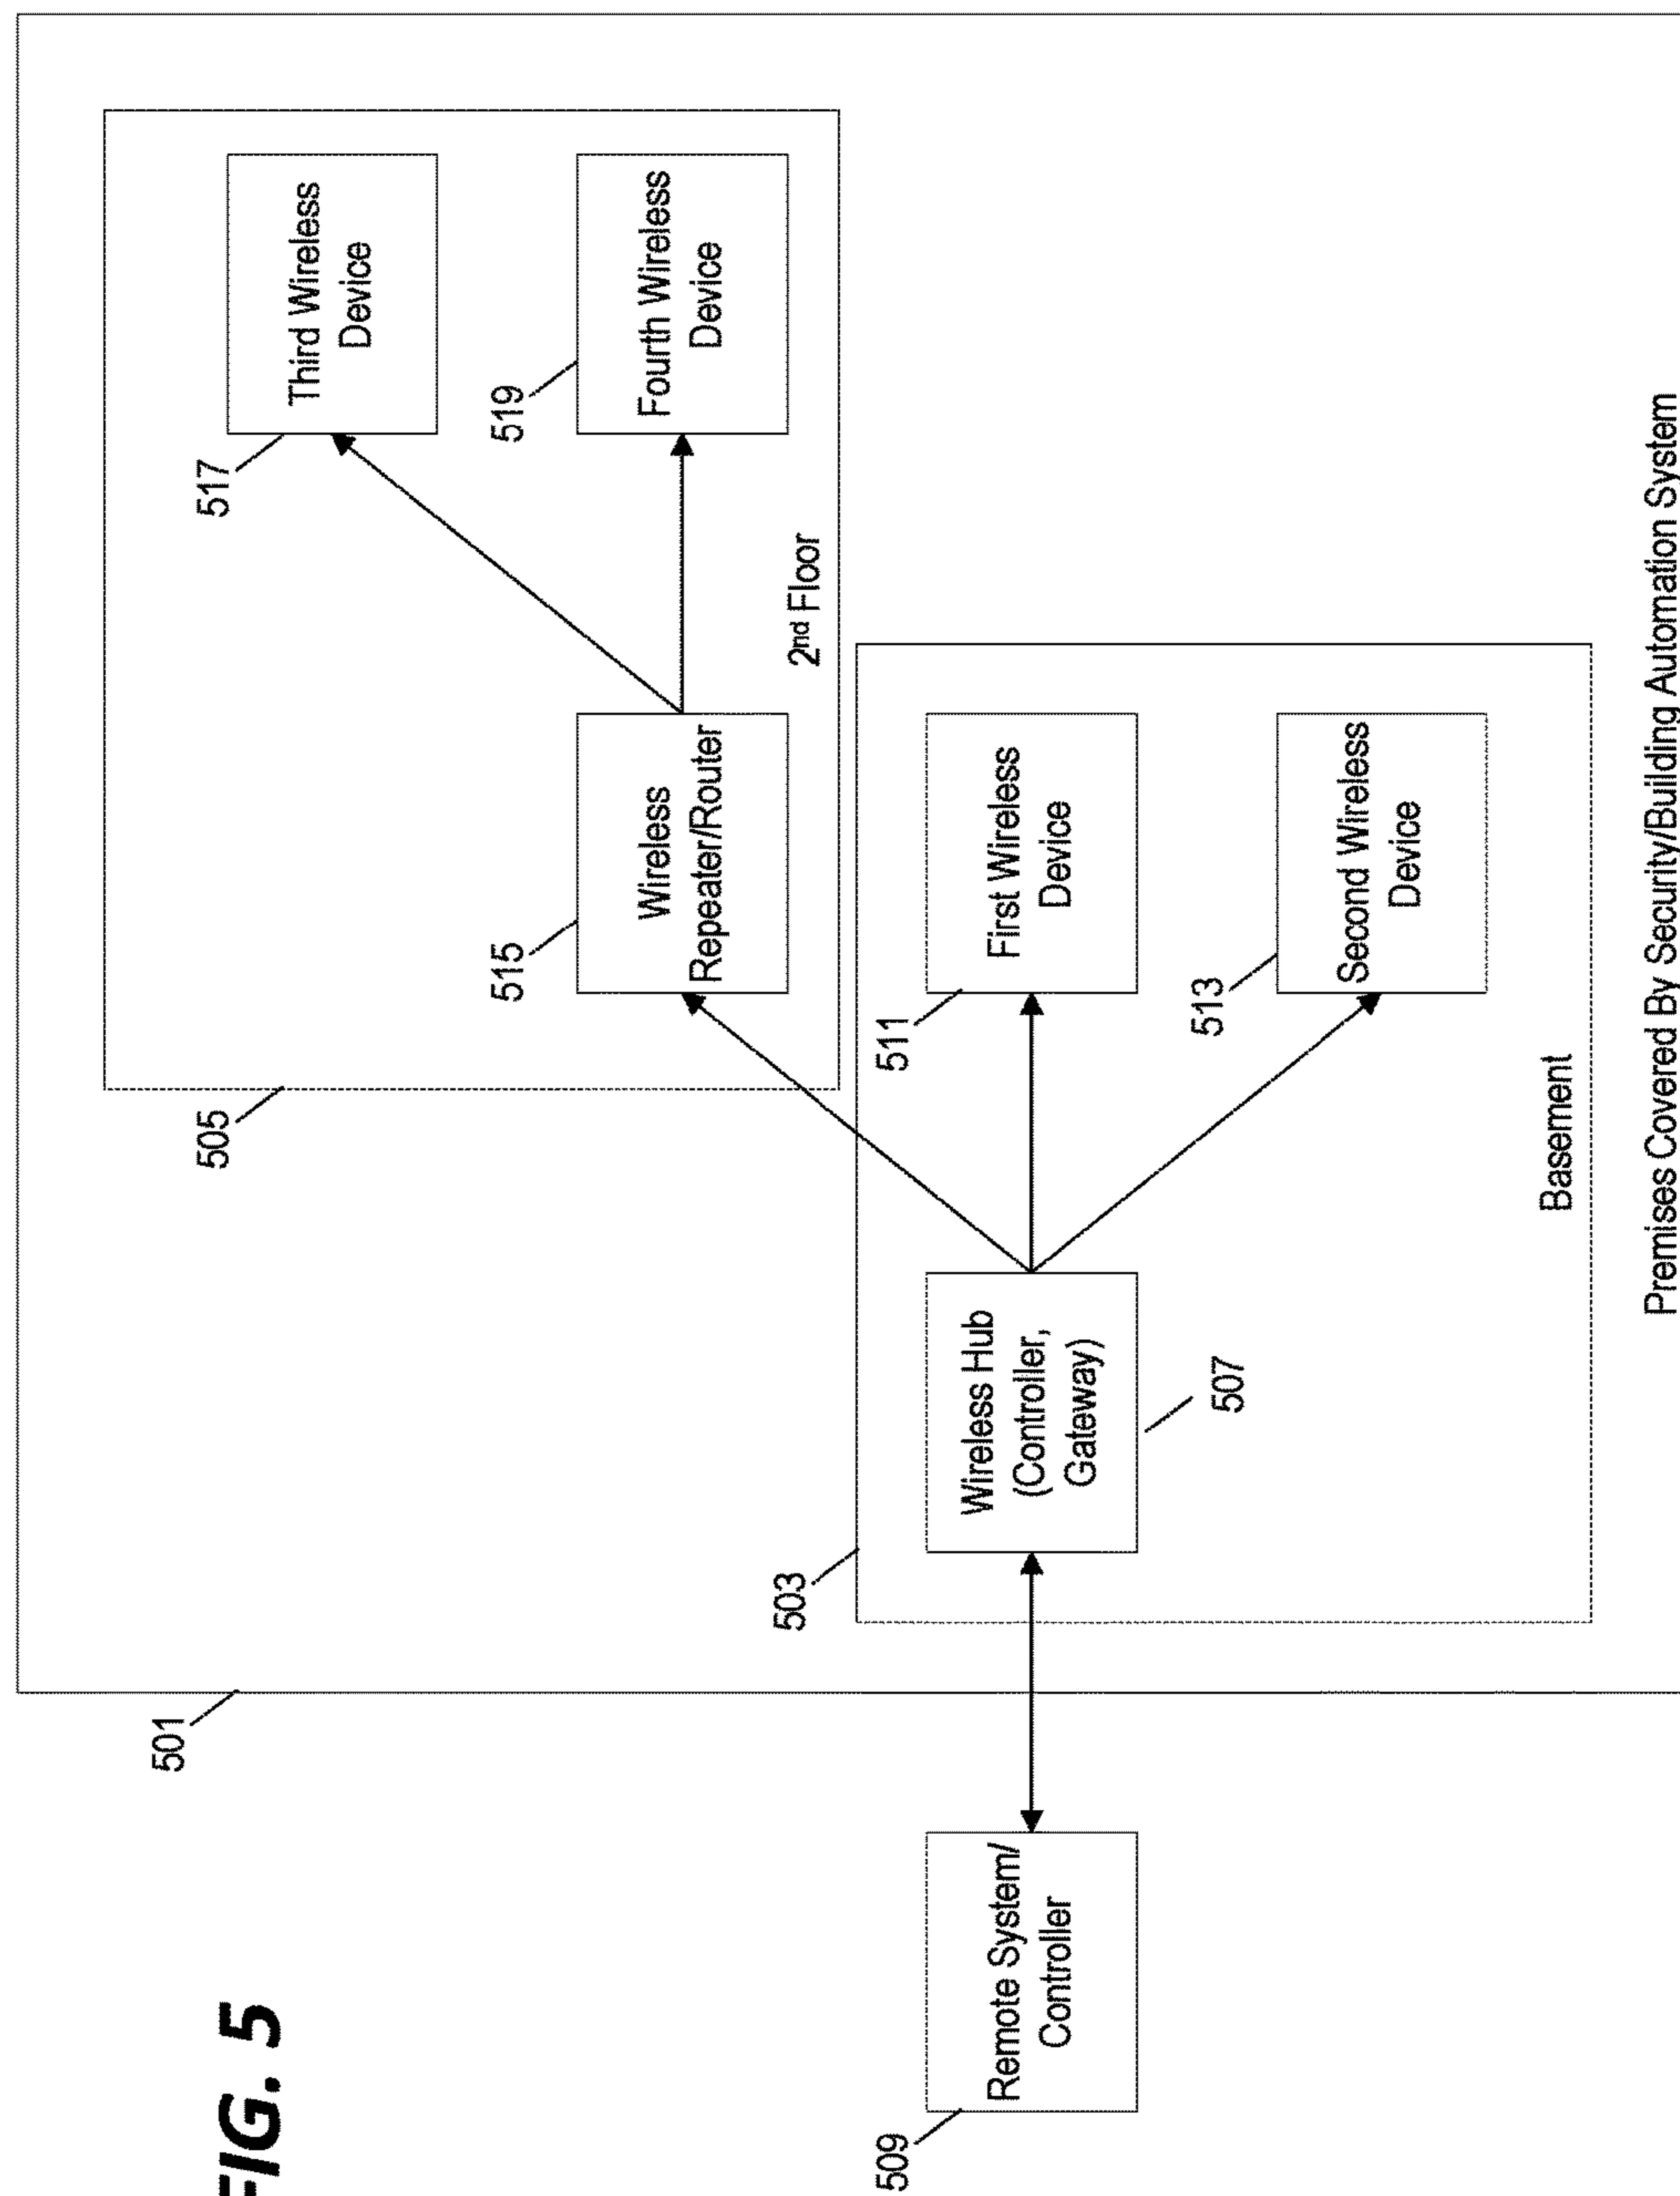 FIG. 5
501
505
517
Third Wireless
Device
515
Wireless
Repeater/Router
519
Fourth Wireless
Device
2nd Floor
503
509
Remote System/
Controller
Wireless Hub
(Controller,
Gateway)
507
511
First Wireless
Device
513
Second Wireless
Device
Basement
Premises Covered By Security/Building Automation System